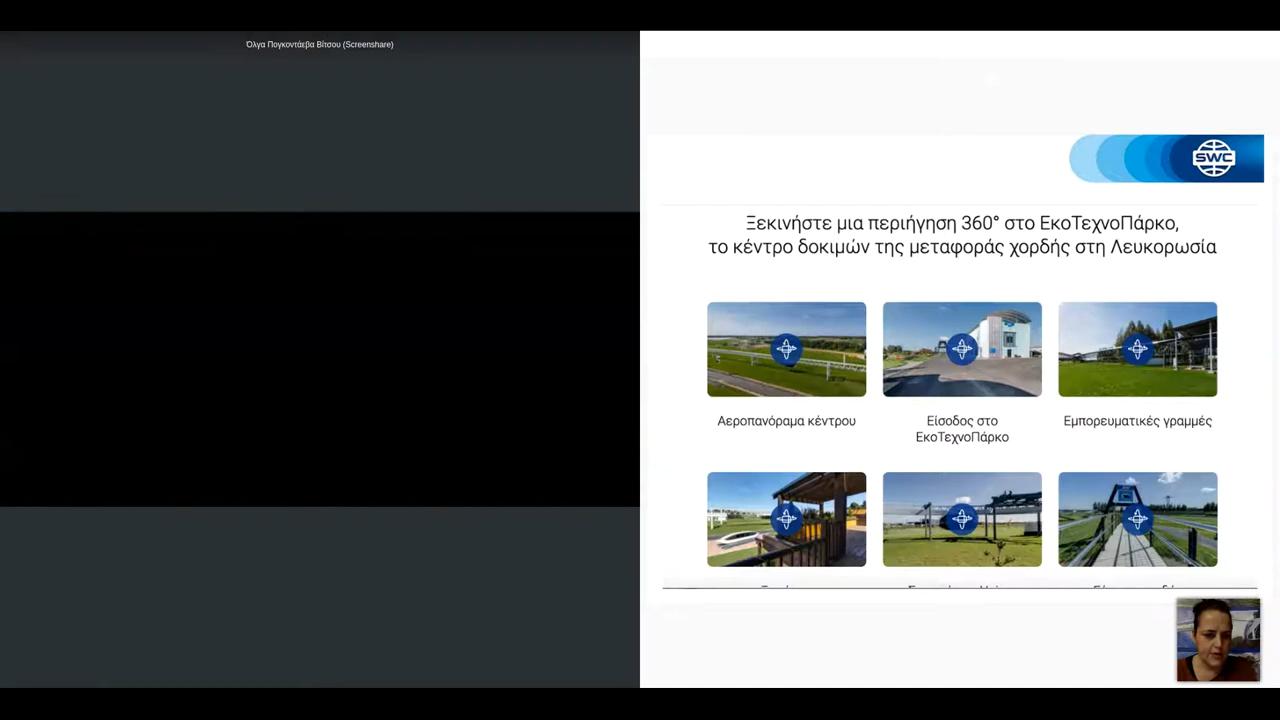 Όλγα Πογκοντάεβα Βίτσου (Screenshare)
SWC
Ξεκινήστε μια περιήγηση 360° στο ΕκοΤεχνοΠάρκο,
το κέντρο δοκιμών της μεταφοράς χορδής στη Λευκορωσία
Αεροπανόραμα κέντρου
Είσοδος στο
ΕκοΤεχνοΠάρκο
Εμπορευματικές γραμμές